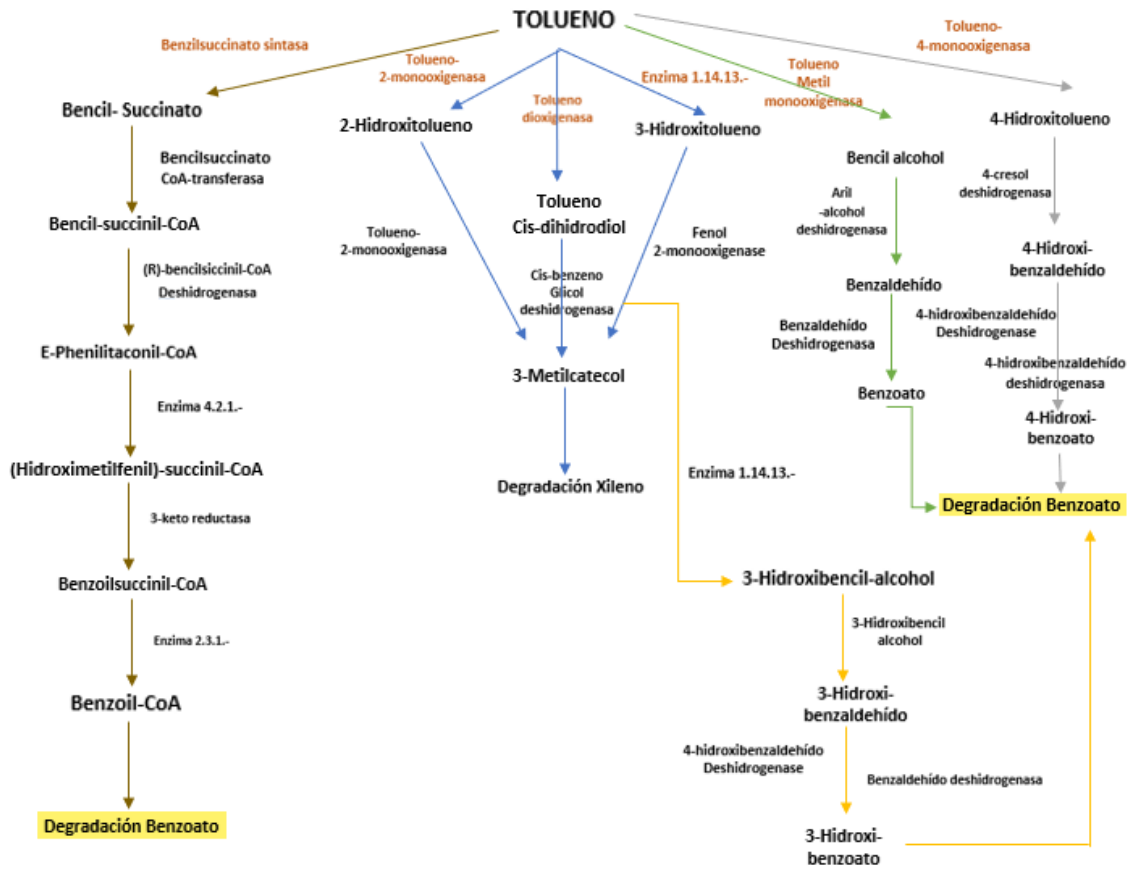 TOLUENO
Benzilsuccinato sintasa
Tolueno-
2-monooxigenasa
Tolueno
dioxigenasa
Enzima 1.14.13.-
Tolueno
Metil
monooxigenasa
Tolueno-
4-monooxigenasa
Bencil- Succinato
2-Hidroxitolueno
3-Hidroxitolueno
Bencil alcohol
4-Hidroxitolueno
Bencilsuccinato
CoA-transferasa
Bencil-succinil-CoA
(R)-bencilsiccinil-CoA
Deshidrogenasa
E-Phenilitaconil-CoA
Enzima 4.2.1.-
(Hidroximetilfenil)-succinil-CoA
3-keto reductasa
Benzoilsuccinil-CoA
Enzima 2.3.1.-
Benzoil-CoA
Degradación Benzoato
Tolueno-
2-monooxigenasa
Tolueno
Cis-dihidrodiol
Cis-benzeno
Glicol
deshidrogenasa
Fenol
2-monooxigenase
3-Metilcatecol
Degradación Xileno
Enzima 1.14.13.-
Aril
-alcohol
deshidrogenasa
Benzaldehído
Benzaldehído
Deshidrogenasa
Benzoato
4-cresol
deshidrogenasa
4-Hidroxi-
benzaldehído
4-hidroxibenzaldehído
Deshidrogenase
4-hidroxibenzaldehído
deshidrogenasa
4-Hidroxi-
benzoato
Degradación Benzoato
3-Hidroxibencil-alcohol
3-Hidroxibencil
alcohol
3-Hidroxi-
benzaldehído
4-hidroxibenzaldehído
Deshidrogenase
Benzaldehído deshidrogenasa
3-Hidroxi-
benzoato